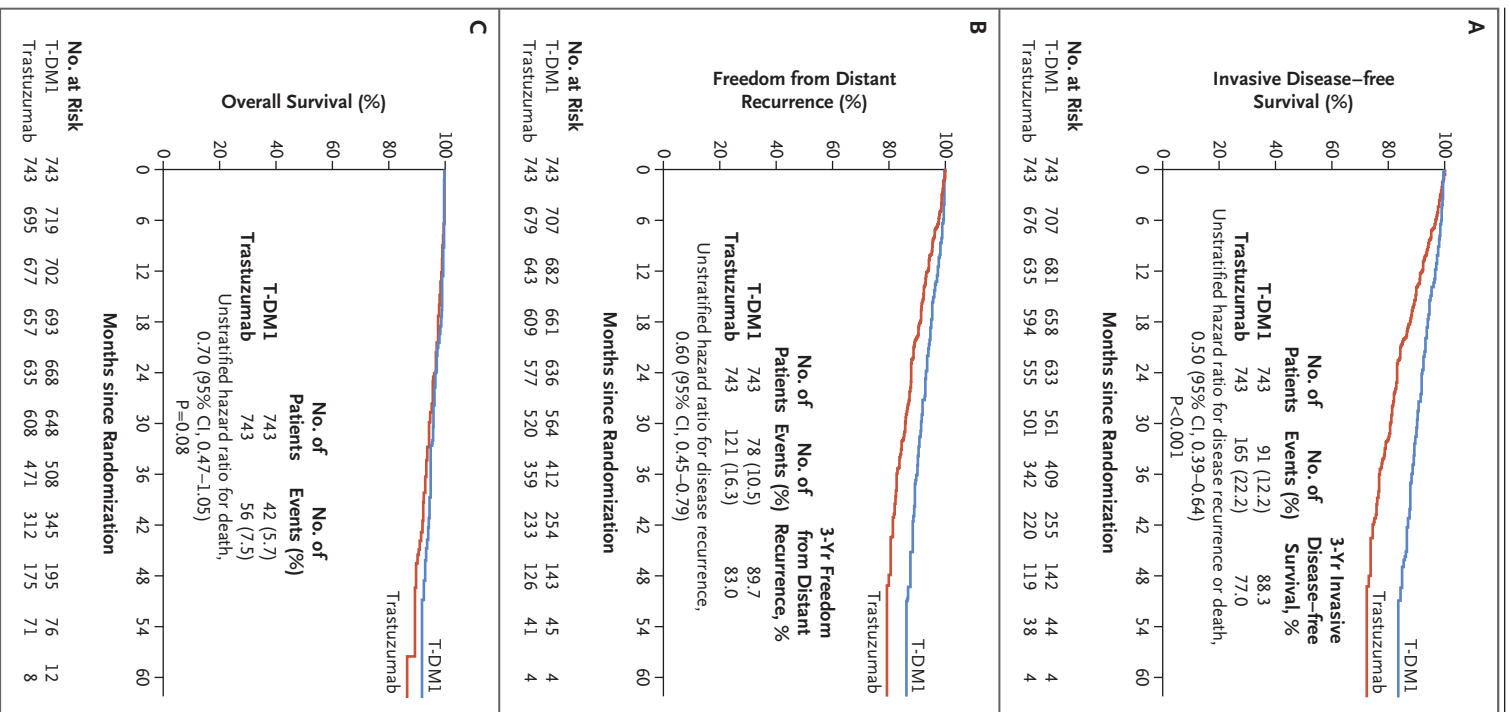 A
Invasive Disease–free
Survival (%)
100
80
60
40
20
0
0 6 12 18 24 30 36 42 48 54 60
Months since Randomization
T-DM1
Trastuzumab
No. of
Patients
No. of
Events (%)
3-Yr Invasive
Disease–free
Survival, %
T-DM1 743 91 (12.2) 88.3
Trastuzumab 743 165 (22.2) 77.0
Unstratified hazard ratio for disease recurrence or death,
0.50 (95% CI, 0.39–0.64)
P<0.001
No. at Risk
T-DM1 743 707 681 658 633 561 409 255 142 44 4
Trastuzumab 743 676 635 594 555 501 342 220 119 38 4
B
Freedom from Distant
Recurrence (%)
100
80
60
40
20
0
0 6 12 18 24 30 36 42 48 54 60
Months since Randomization
T-DM1
Trastuzumab
No. of
Patients
No. of
Events (%)
3-Yr Freedom
from Distant
Recurrence, %
T-DM1 743 78 (10.5) 89.7
Trastuzumab 743 121 (16.3) 83.0
Unstratified hazard ratio for disease recurrence,
0.60 (95% CI, 0.45–0.79)
No. at Risk
T-DM1 743 707 682 661 636 564 412 254 143 45 4
Trastuzumab 743 679 643 609 577 520 359 233 126 41 4
C
Overall Survival (%)
100
80
60
40
20
0
0 6 12 18 24 30 36 42 48 54 60
Months since Randomization
T-DM1
Trastuzumab
No. of
Patients
No. of
Events (%)
T-DM1 743 42 (5.7)
Trastuzumab 743 56 (7.5)
Unstratified hazard ratio for death,
0.70 (95% CI, 0.47–1.05)
P=0.08
No. at Risk
T-DM1 743 719 702 693 668 648 508 345 195 76 12
Trastuzumab 743 695 677 657 635 608 471 312 175 71 8